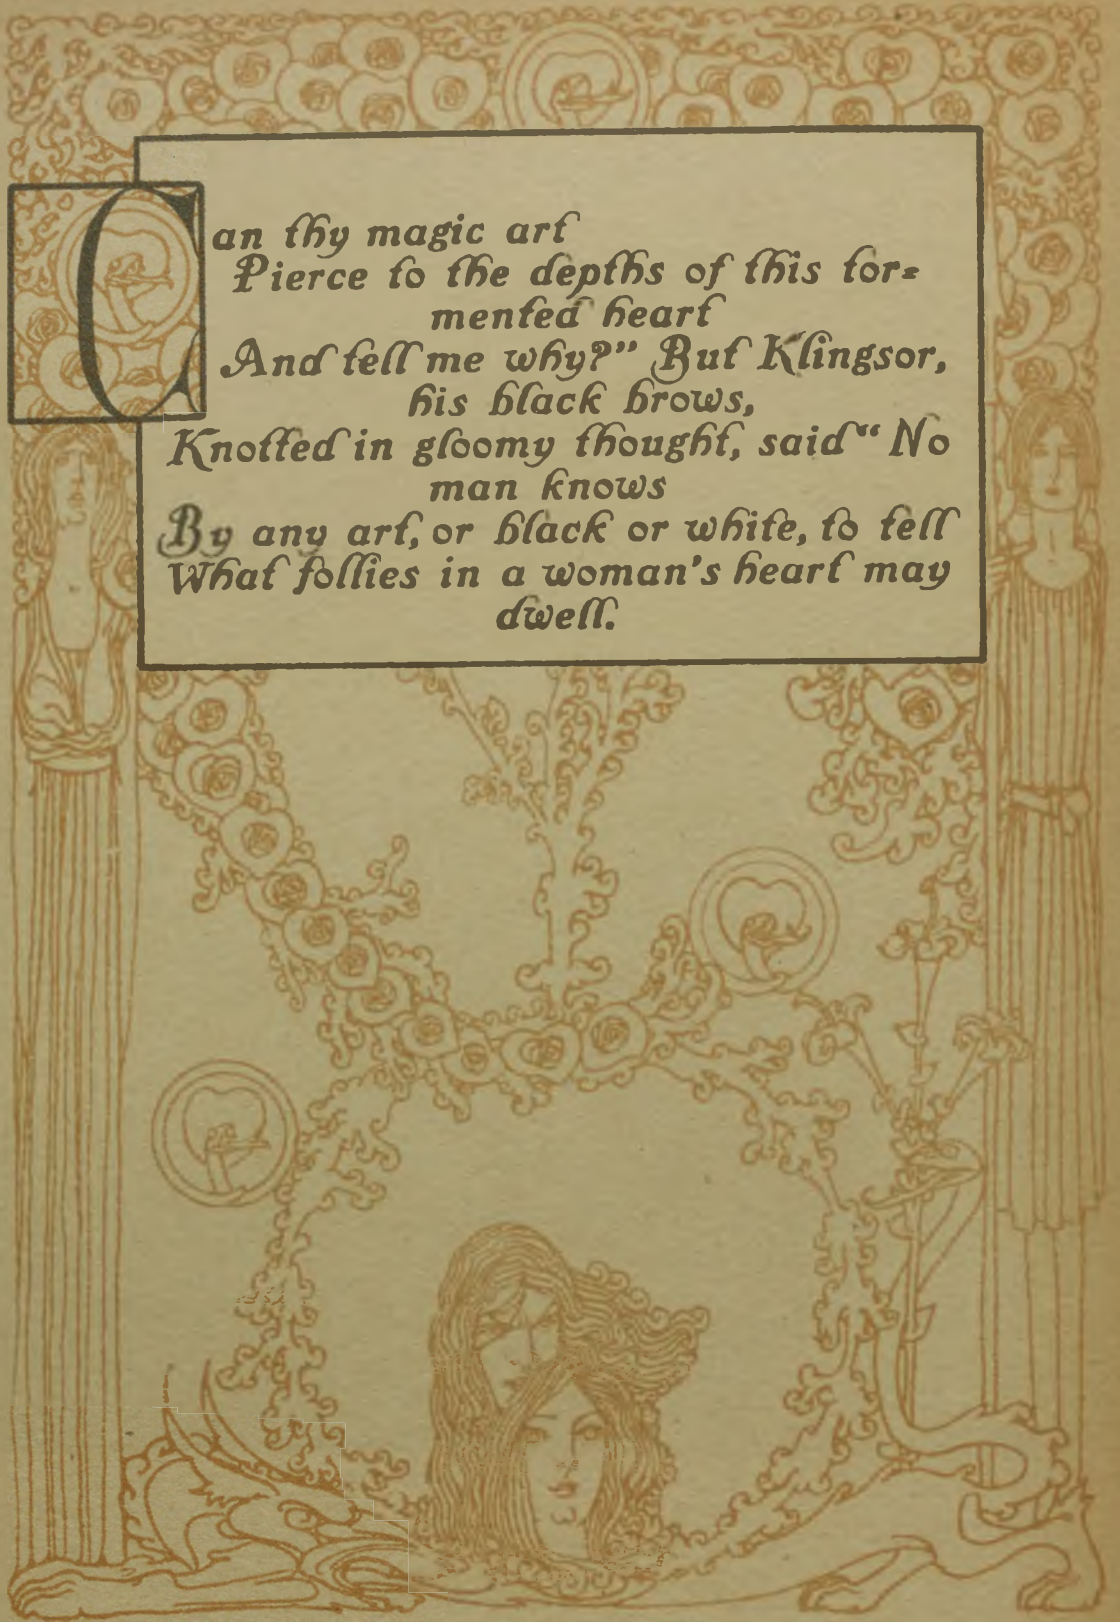 Can thy magic art
Pierce to the depths of this tor=
mented heart
And tell me why?” But Klingsor,
his black brows,
Knotted in gloomy thought, said “ No
man knows
By any art, or black or white, to tell
What follies in a woman's heart may
dwell.